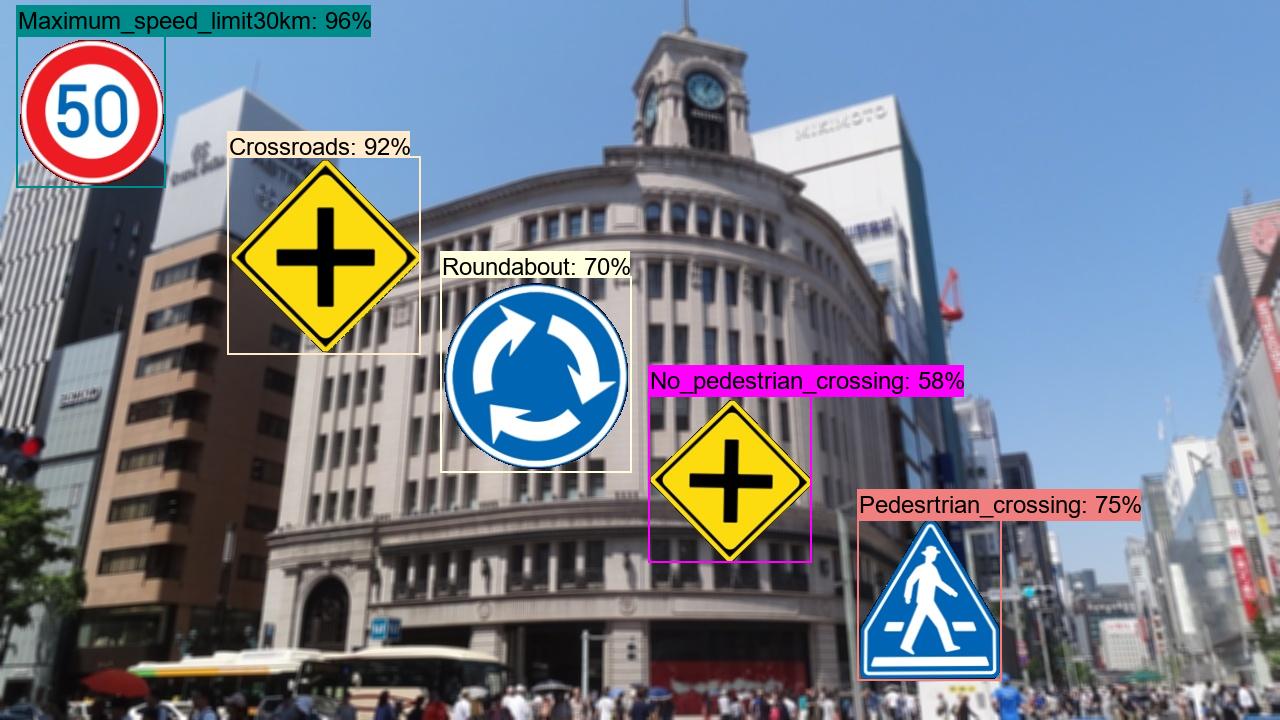 Maximum_speed_limit30km: 96%
50
Crossroads: 92%
MIKIMOTO
Roundabout: 70%
No_pedestrian_crossing: 58%
Pedesrtrian_crossing: 75%